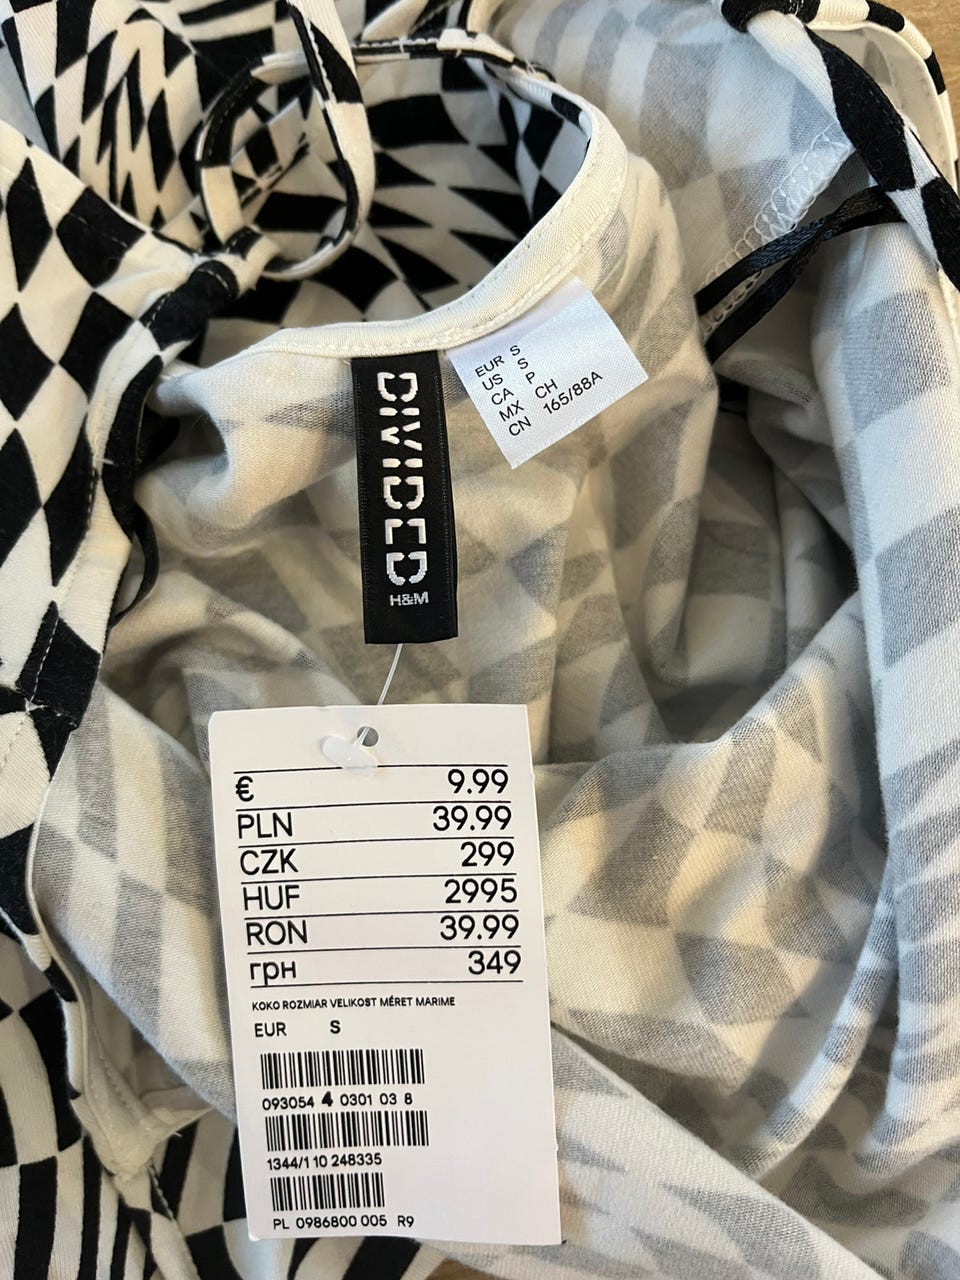 EUR S
US S
CA P
MX CH
CN 165/88A
DIVIDED
H&M
€ 9.99
PLN 39.99
CZK 299
HUF 2995
RON 39.99
грн 349
KOKO ROZMIAR VELIKOST MÉRET MARIME
EUR S
093054 4 0301 03 8
1344/1 10 248335
PL 0986800 005 R9